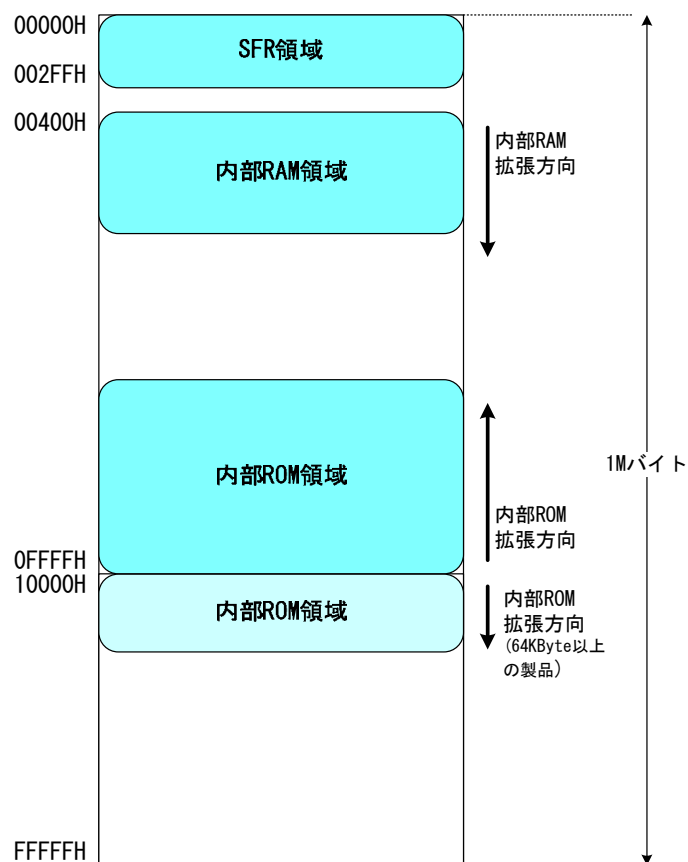 00000H
SFR領域
002FFH
00400H
内部RAM
拡張方向
内部RAM領域
内部ROM領域
1Mバイト
内部ROM
拡張方向
0FFFFH
10000H
内部ROM領域
内部ROM
拡張方向
(64KByte以上
の製品)
FFFFFH